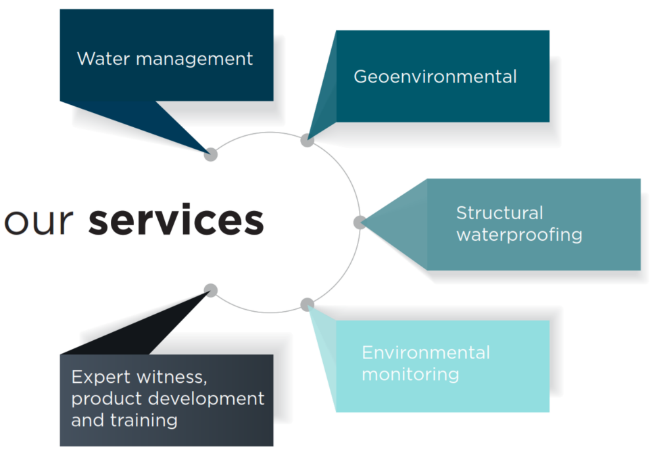 Water management
Geoenvironmental
our services
Structural
waterproofing
Environmental
monitoring
Expert witness,
product development
and training